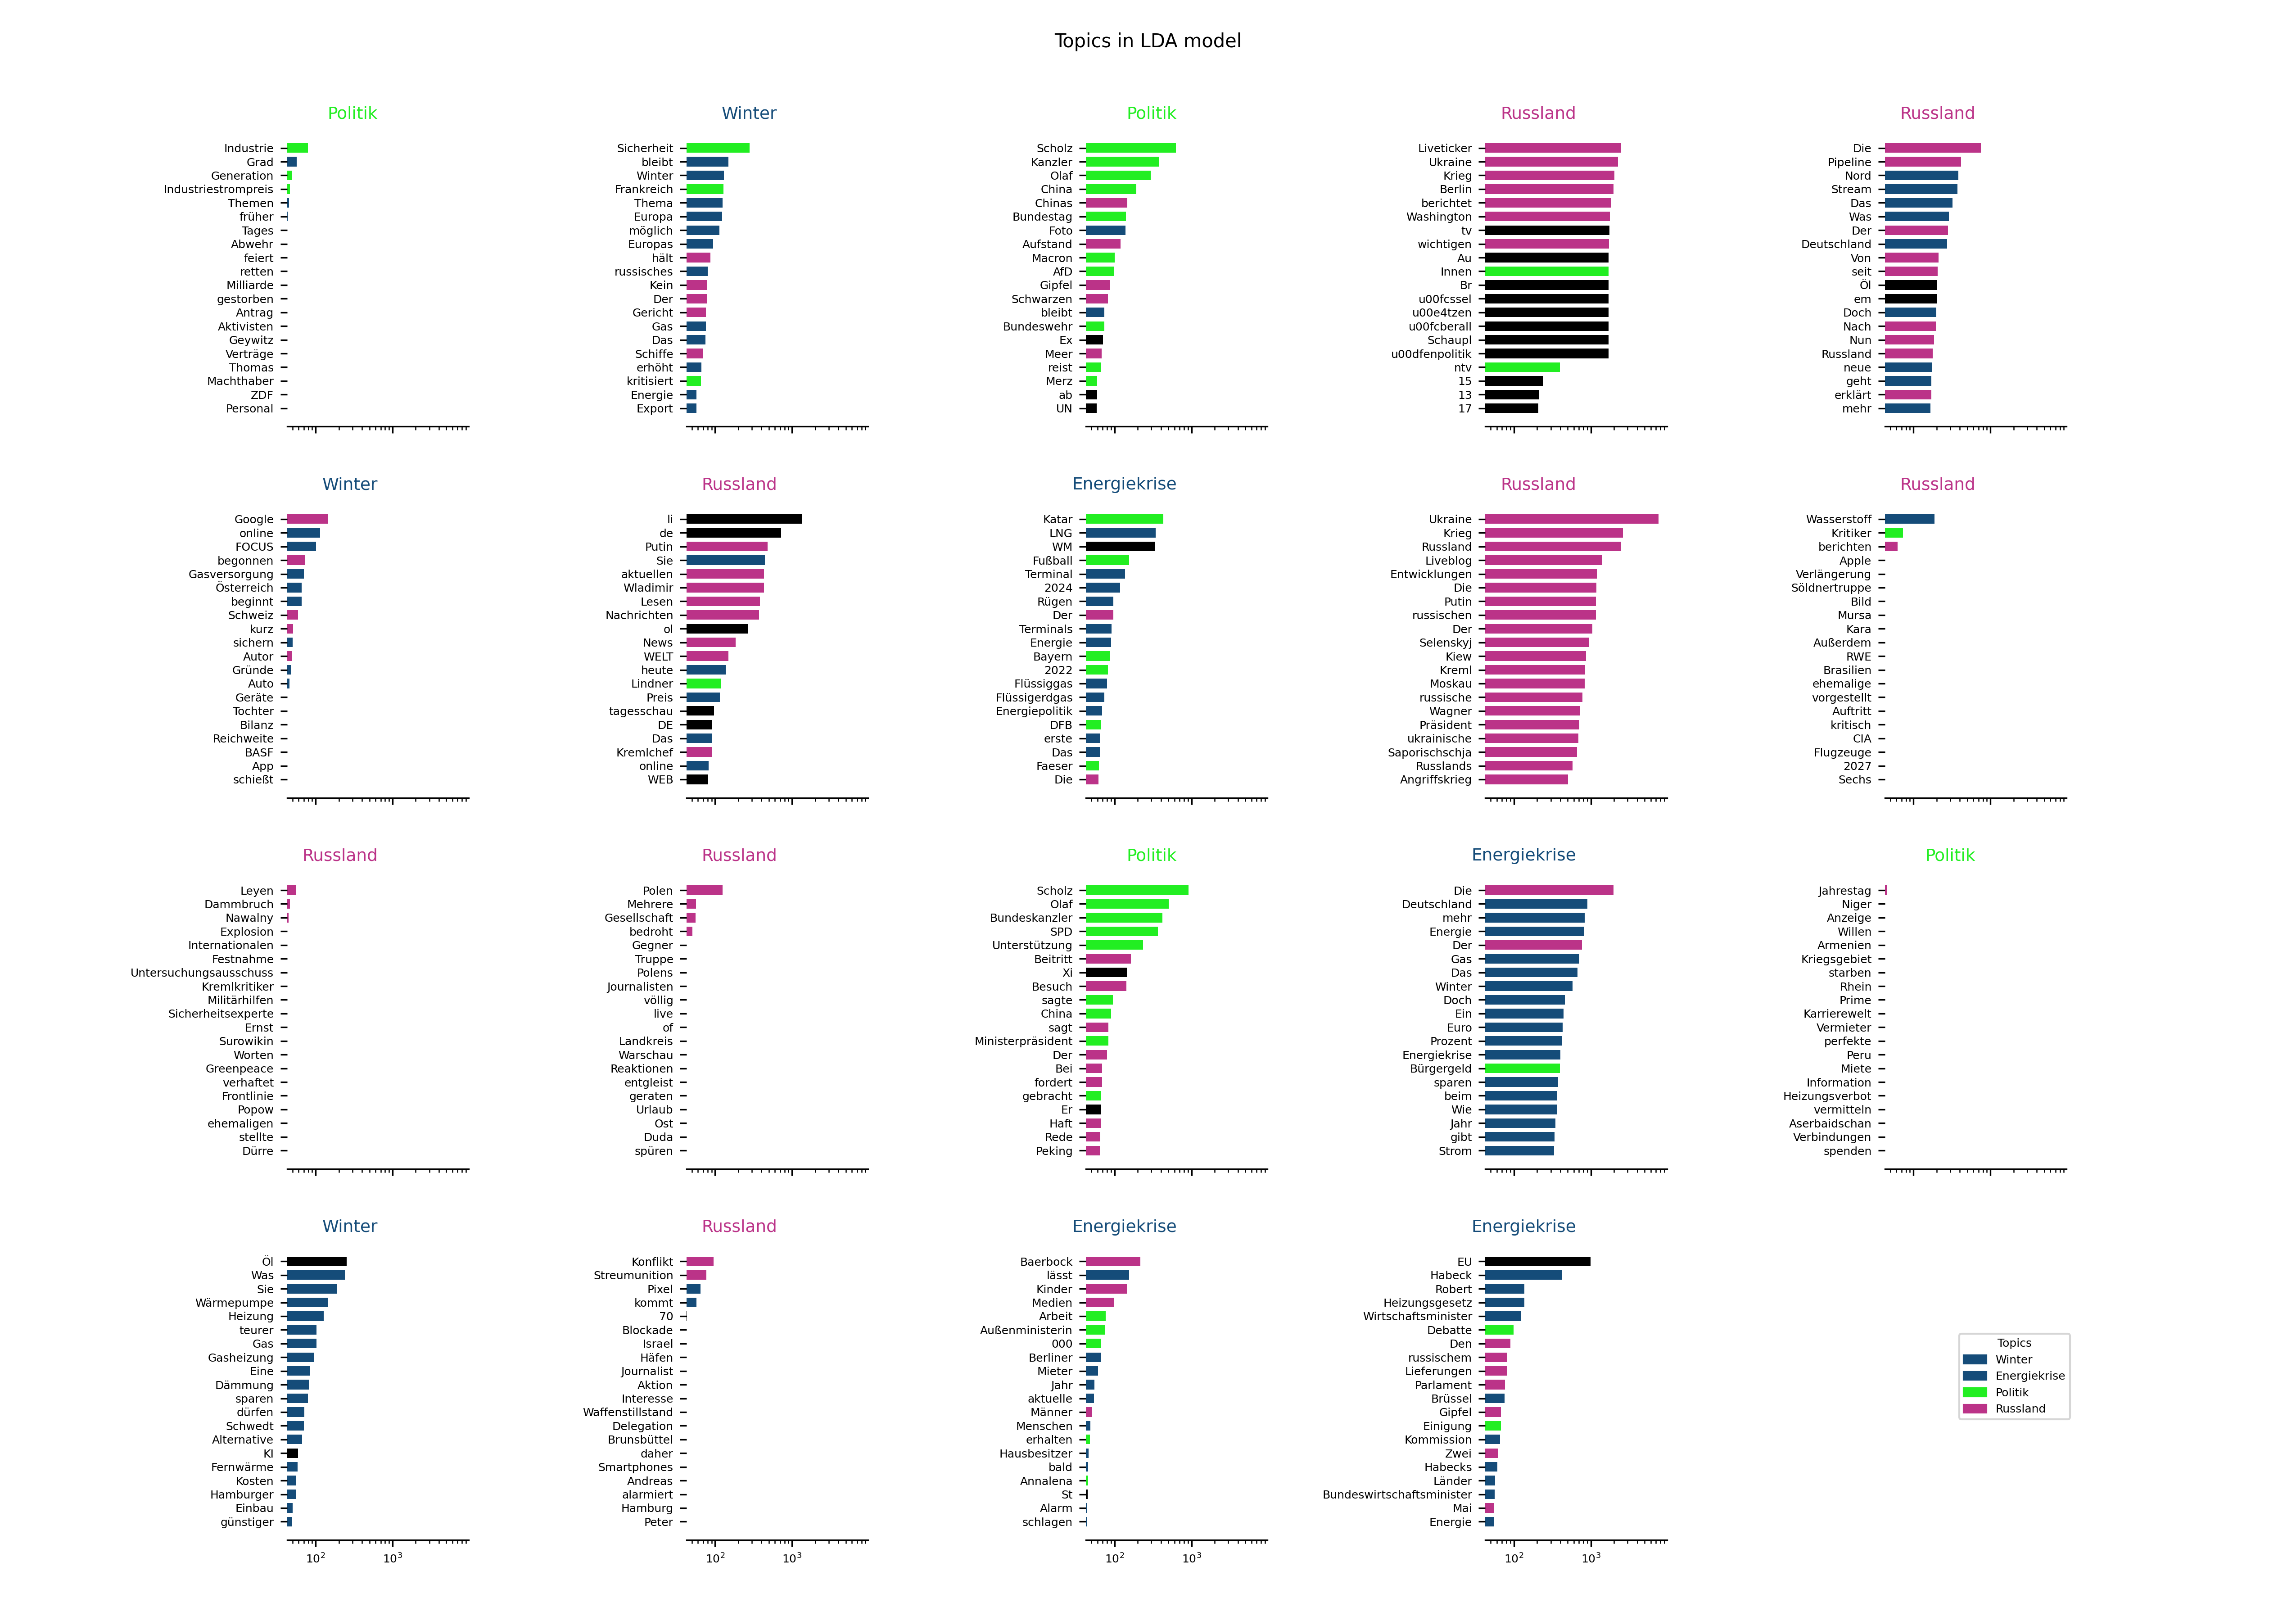 Topics in LDA model
Politik
Industrie
Grad
Generation
Industriestrompreis
Themen
früher
Tages
Abwehr
feiert
retten
Milliarde
gestorben
Antrag
Aktivisten
Geywitz
Verträge
Thomas
Machthaber
ZDF
Personal
Winter
Sicherheit
bleibt
Winter
Frankreich
Thema
Europa
möglich
Europas
hält
russisches
Kein
Der
Gericht
Gas
Das
Schiffe
erhöht
kritisiert
Energie
Export
Politik
Scholz
Kanzler
Olaf
China
Chinas
Bundestag
Foto
Aufstand
Macron
AfD
Gipfel
Schwarzen
bleibt
Bundeswehr
Ex
Meer
reist
Merz
ab
UN
Russland
Liveticker
Ukraine
Krieg
Berlin
berichtet
Washington
tv
wichtigen
Au
Innen
Br
u00fcssel
u00e4tzen
u00fcberall
Schaupl
u00dfenpolitik
ntv
15
13
17
Russland
Die
Pipeline
Nord
Stream
Das
Was
Der
Deutschland
Von
seit
Öl
em
Doch
Nach
Nun
Russland
neue
geht
erklärt
mehr
Winter
Google
online
FOCUS
begonnen
Gasversorgung
Österreich
beginnt
Schweiz
kurz
sichern
Autor
Gründe
Auto
Geräte
Tochter
Bilanz
Reichweite
BASF
App
schießt
Russland
li
de
Putin
Sie
aktuellen
Wladimir
Lesen
Nachrichten
ol
News
WELT
heute
Lindner
Preis
tagesschau
DE
Das
Kremlchef
online
WEB
Energiekrise
Katar
LNG
WM
Fußball
Terminal
2024
Rügen
Der
Terminals
Energie
Bayern
2022
Flüssiggas
Flüssigerdgas
Energiepolitik
DFB
erste
Das
Faeser
Die
Russland
Ukraine
Krieg
Russland
Liveblog
Entwicklungen
Die
Putin
russischen
Der
Selenskyj
Kiew
Kreml
Moskau
russische
Wagner
Präsident
ukrainische
Saporischschja
Russlands
Angriffskrieg
Russland
Wasserstoff
Kritiker
berichten
Apple
Verlängerung
Söldnertruppe
Bild
Mursa
Kara
Außerdem
RWE
Brasilien
ehemalige
vorgestellt
Auftritt
kritisch
CIA
Flugzeuge
2027
Sechs
Russland
Leyen
Dammbruch
Nawalny
Explosion
Internationalen
Festnahme
Untersuchungsausschuss
Kremlkritiker
Militärhilfen
Sicherheitsexperte
Ernst
Surowikin
Worten
Greenpeace
verhaftet
Frontlinie
Popow
ehemaligen
stellte
Dürre
Russland
Polen
Mehrere
Gesellschaft
bedroht
Gegner
Truppe
Polens
Journalisten
völlig
live
of
Landkreis
Warschau
Reaktionen
entgleist
geraten
Urlaub
Ost
Duda
spüren
Politik
Scholz
Olaf
Bundeskanzler
SPD
Unterstützung
Beitritt
Xi
Besuch
sagte
China
sagt
Ministerpräsident
Der
Bei
fordert
gebracht
Er
Haft
Rede
Peking
Energiekrise
Die
Deutschland
mehr
Energie
Der
Gas
Das
Winter
Doch
Ein
Euro
Prozent
Energiekrise
Bürgergeld
sparen
beim
Wie
Jahr
gibt
Strom
Politik
Jahrestag
Niger
Anzeige
Willen
Armenien
Kriegsgebiet
starben
Rhein
Prime
Karrierewelt
Vermieter
perfekte
Peru
Miete
Information
Heizungsverbot
vermitteln
Aserbaidschan
Verbindungen
spenden
Winter
Öl
Was
Sie
Wärmepumpe
Heizung
teurer
Gas
Gasheizung
Eine
Dämmung
sparen
dürfen
Schwedt
Alternative
KI
Fernwärme
Kosten
Hamburger
Einbau
günstiger
10² 10³
Russland
Konflikt
Streumunition
Pixel
kommt
70
Blockade
Israel
Häfen
Journalist
Aktion
Interesse
Waffenstillstand
Delegation
Brunsbüttel
daher
Smartphones
Andreas
alarmiert
Hamburg
Peter
10² 10³
Energiekrise
Baerbock
lässt
Kinder
Medien
Arbeit
Außenministerin
000
Berliner
Mieter
Jahr
aktuelle
Männer
Menschen
erhalten
Hausbesitzer
bald
Annalena
St
Alarm
schlagen
10² 10³
Energiekrise
EU
Habeck
Robert
Heizungsgesetz
Wirtschaftsminister
Debatte
Den
russischem
Lieferungen
Parlament
Brüssel
Gipfel
Einigung
Kommission
Zwei
Habecks
Länder
Bundeswirtschaftsminister
Mai
Energie
10² 10³
Topics
Winter
Energiekrise
Politik
Russland